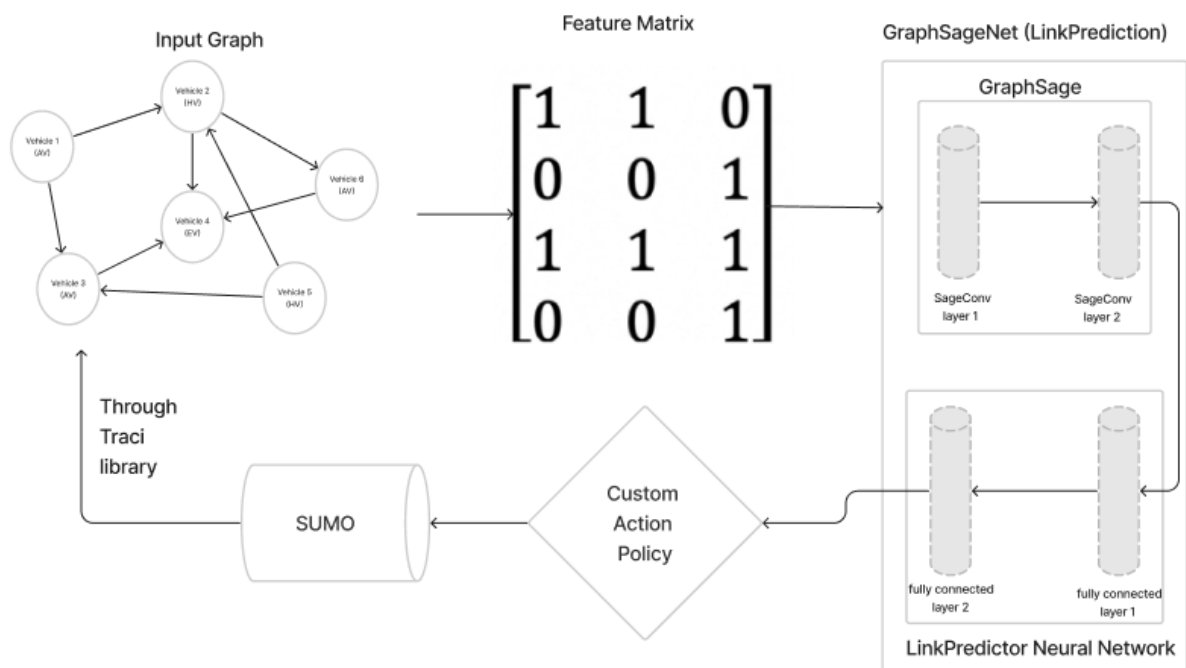 Input Graph
Vehicle 1
(AV)
Vehicle 2
(HV)
Vehicle 3
(AV)
Vehicle 4
(EV)
Vehicle 5
(HV)
Vehicle 6
(AV)
Feature Matrix
1 1 0
0 0 1
1 1 1
0 0 1
GraphSageNet (LinkPrediction)
GraphSage
SageConv
layer 1
SageConv
layer 2
fully connected
layer 1
fully connected
layer 2
LinkPredictor Neural Network
Custom
Action
Policy
SUMO
Through
Traci
library